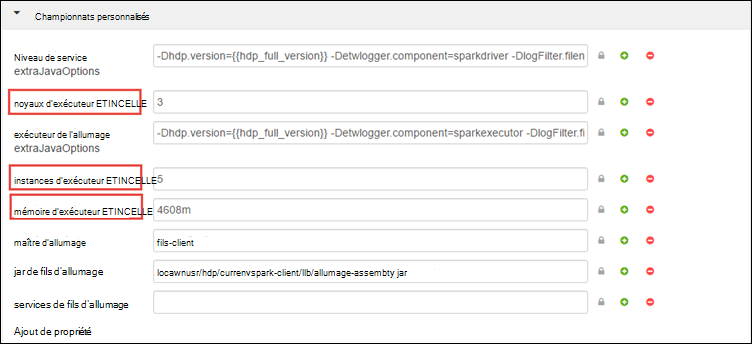 Championnats personnalisés
Niveau de service
extraJavaOptions
-Dhdp.version={{hdp_full_version}} -Detwlogger.component=sparkdriver -DlogFilter.filen
noyaux d'exécuteur ETINCELLE
3
exécuteur de l'allumage
extraJavaOptions
-Dhdp.version={{hdp_full_version}} -Detwlogger.component=sparkexecutor -DlogFilter.fi
instances d'exécuteur ETINCELLE
5
mémoire d'exécuteur ETINCELLE
4608m
maître d'allumage
fils-client
jar de fils d'allumage
locawnusr/hdp/currenvspark-client/llb/allumage-assembty jar
services de fils d'allumage
Ajout de propriété